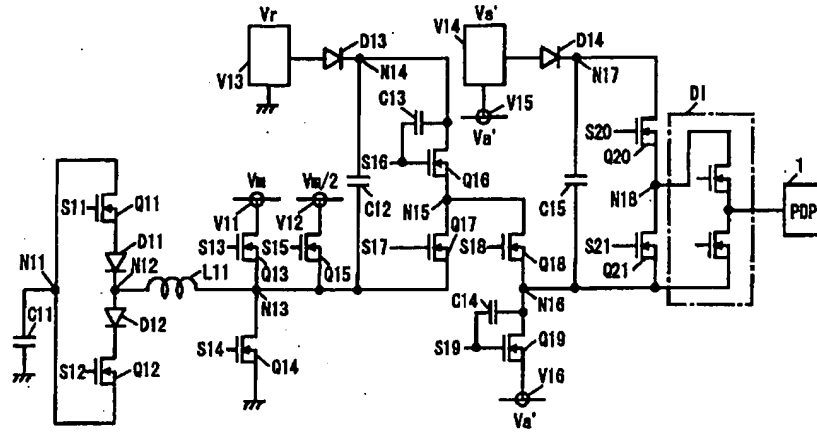 Vr
V13
D13
N14
C13
S16
Q16
C12
N15
Vs'
V14
D14
N17
V15
Va'
DI
S20
Q20
C15
N18
1
PDP
S11
Q11
D11
N11
N12
L11
C11
D12
S12
Q12
Vm
V11
S13
Q13
Vm/2
V12
S15
Q15
N13
S14
Q14
S17
Q17
S18
Q18
S21
Q21
C14
N16
S19
Q19
V16
Va'